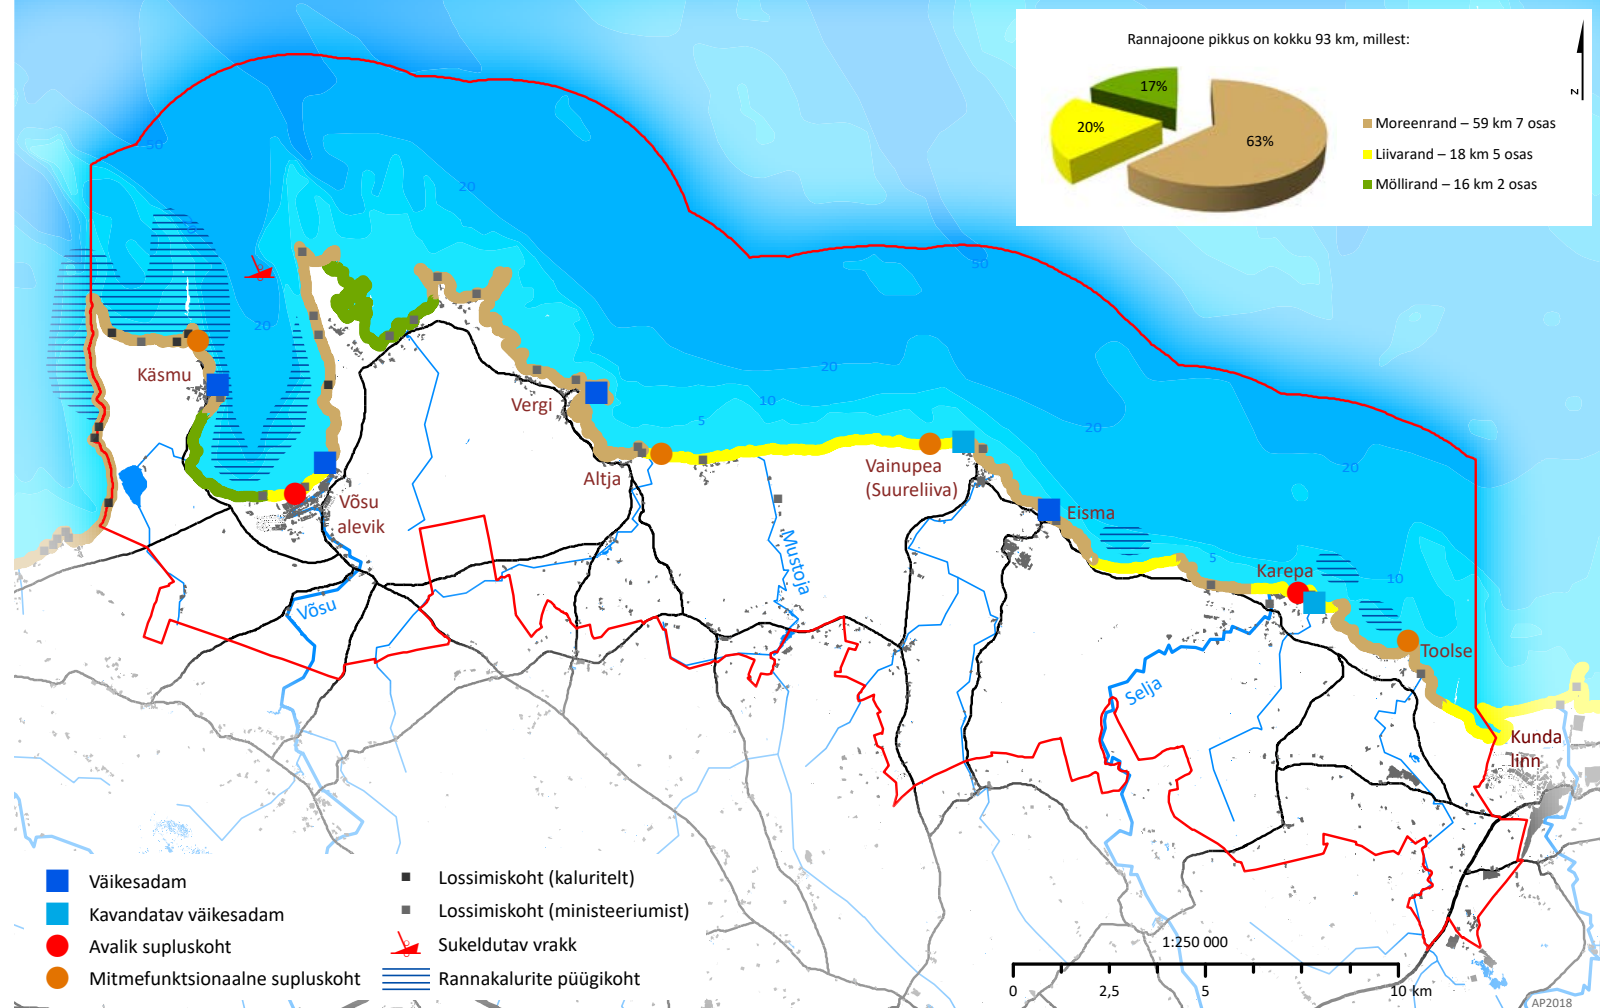 Rannajoone pikkus on kokku 93 km, millest:
17%
20%
63%
Moreenrand – 59 km 7 osas
Liivarand – 18 km 5 osas
Möllirand – 16 km 2 osas
N
50
20
20
50
20
10
5
20
20
5
10
Käsmu
Vergi
Altja
Võsu
alevik
Vainupea
(Suureliiva)
Eisma
Karepa
Toolse
Kunda
linn
Mustoja
Võsu
Selja
Väikesadam
Kavandatav väikesadam
Avalik supluskoht
Mitmefunktsionaalne supluskoht
Lossimiskoht (kaluritelt)
Lossimiskoht (ministeeriumist)
Sukeldutav vrakk
Rannakalurite püügikoht
1:250 000
0 2,5 5 10 km
AP2018